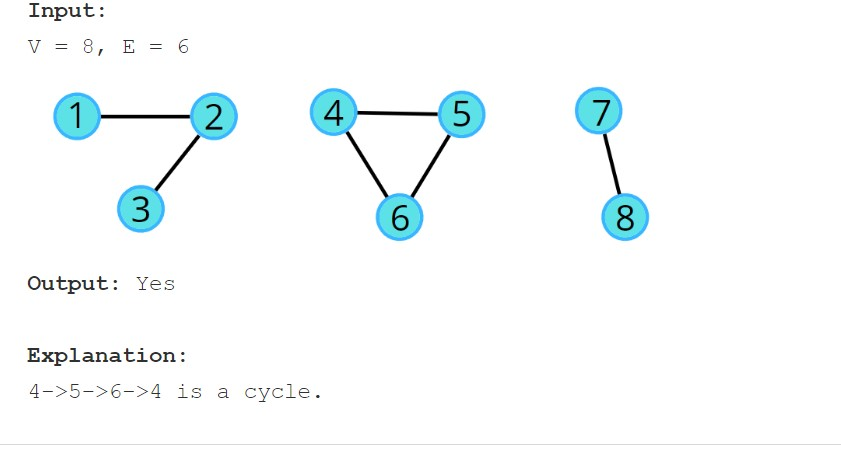 Input:
V = 8, E = 6
1 2 4 5 7
3 6 8
Output: Yes
Explanation:
4->5->6->4 is a cycle.